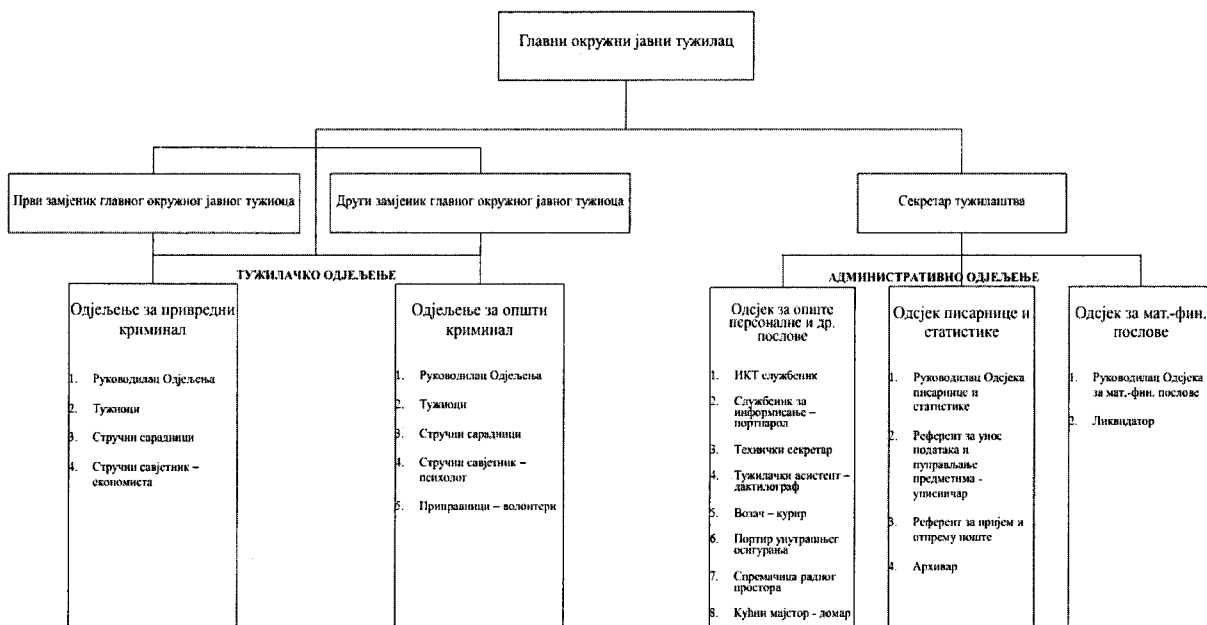 Главни окружни јавни тужилац
Први замјеник главног окружног јавног тужиоца
Други замјеник главног окружног јавног тужиоца
Секретар тужилаштва
ТУЖИЛАЧКО ОДЈЕЉЕЊЕ
АДМИНИСТРАТИВНО ОДЈЕЉЕЊЕ
Одјељење за привредни
криминал
1. Руководилац Одјељења
2. Тужиоци
3. Стручни сарадници
4. Стручни савјетник –
економиста
Одјељење за општи
криминал
1. Руководилац Одјељења
2. Тужиоци
3. Стручни сарадници
4. Стручни савјетник –
психолог
5. Приправници – волонтери
Одсјек за опште
персоналне и др.
послове
1. ИКТ службеник
2. Службеник за
информисање –
портпарол
3. Технички секретар
4. Тужилачки асистент –
дактилограф
5. Возач – курир
6. Портир унутрашњег
осигурања
7. Спремачица радног
простора
8. Кућни мајстор - домар
Одсјек писарнице и
статистике
1. Руководилац Одсјека
писарнице и
статистике
2. Референт за унос
података и
пуправљање
предметима -
уписничар
3. Референт за пријем и
отпрему поште
4. Архивар
Одсјек за мат.-фин.
послове
1. Руководилац Одсјека
за мат.-фин. послове
2. Ликвидатор